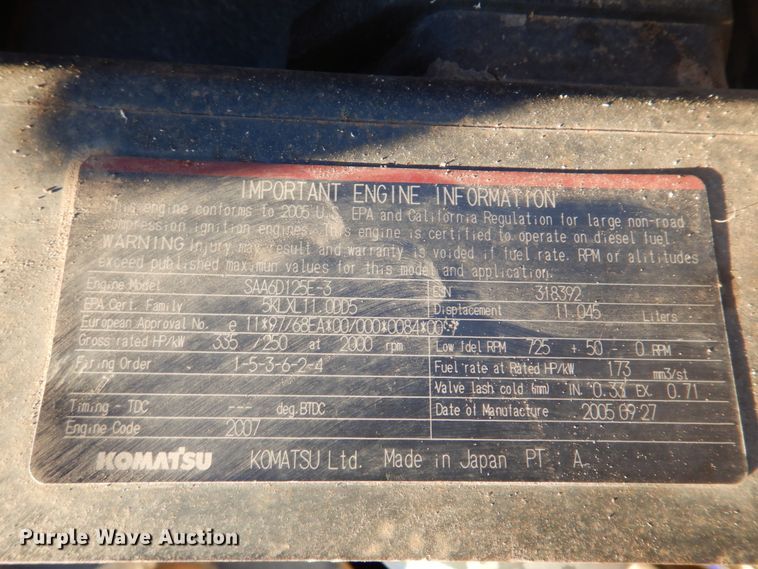 IMPORTANT ENGINE INFORMATION
This engine conforms to 2005 U.S. EPA and California Regulation for large non-road
compression ignition engines. This engine is certified to operate on diesel fuel.
WARNING Injury may result and warranty is voided if fuel rate. RPM or altitudes
exceed published maximum values for this model and application.
Engine Model SAA6D125E-3 ESN 318392
EPA Cert. Family 5KLXL11.0DD5 Displacement 11.045 Liters
European Approval No. e 11*97/68EA*00/000*0084*00
Gross rated HP/kW 335/250 at 2000 rpm Low Idel RPM 725 +50 - 0 RPM
Firing Order 1-5-3-6-2-4 Fuel rate at Rated HP/kW 173 mm3/st
Valve lash cold (mm) IN. 0.33 EX. 0.71
Timing - TDC --- deg.BTDC Date of Manufacture 2005 09 27
Engine Code 2007
KOMATSU KOMATSU Ltd. Made in Japan PT A
Purple Wave Auction